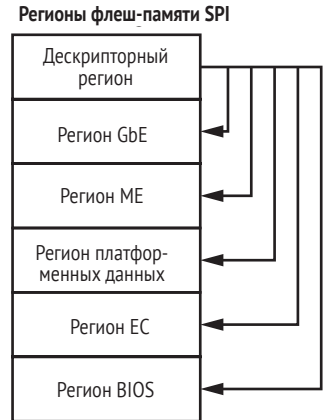 Регионы флеш-памяти SPI
Дескрипторный
регион
Регион GbE
Регион ME
Регион платфор-
менных данных
Регион EC
Регион BIOS